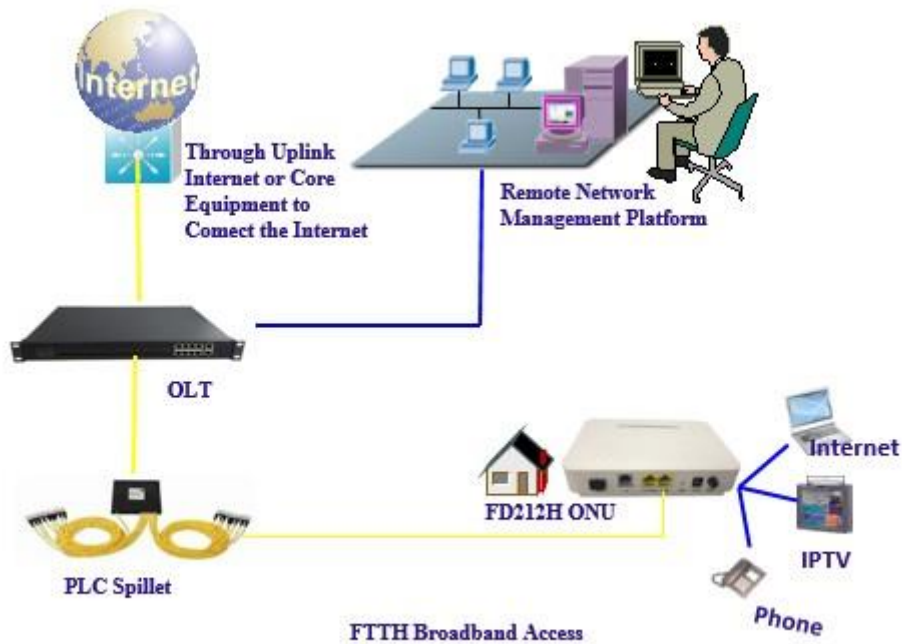 Internet
Through Uplink
Internet or Core
Equipment to
Comect the Internet
Remote Network
Management Platform
OLT
FD212H ONU
Internet
IPTV
Phone
PLC Spillet
FTTH Broadband Access